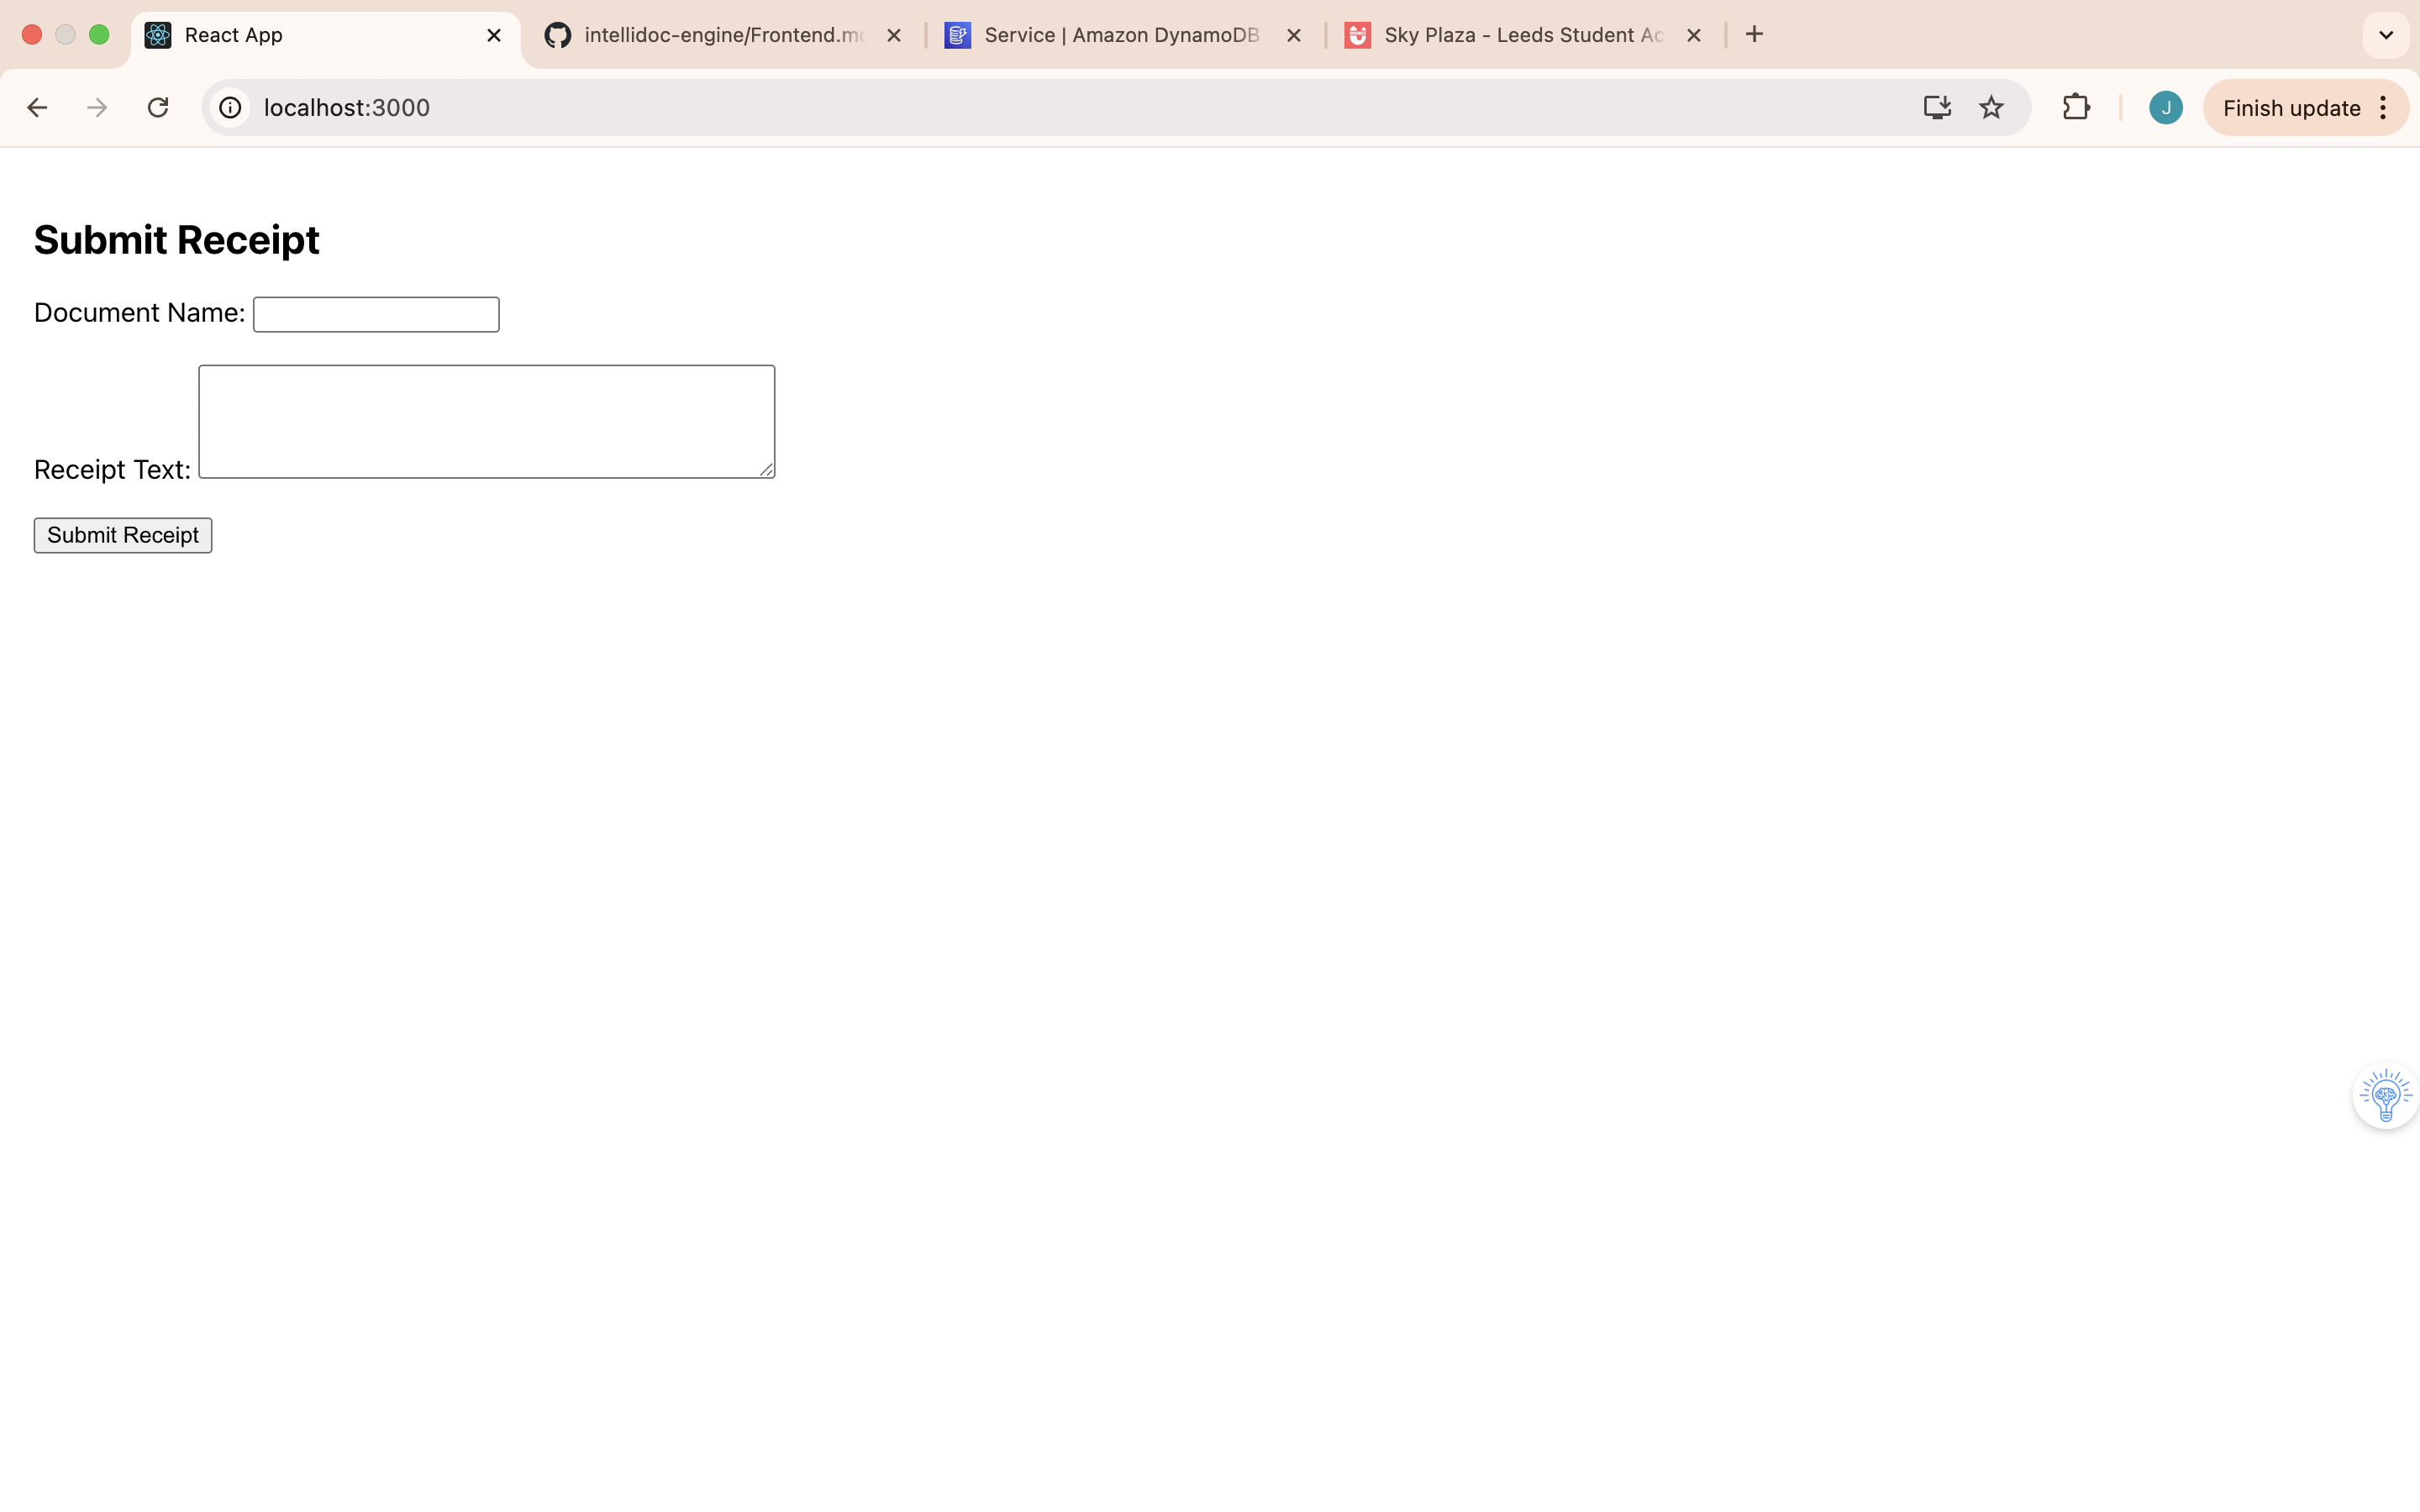 React App
intellidoc-engine/Frontend.mc
Service | Amazon DynamoDB
Sky Plaza - Leeds Student Ac
localhost:3000
J
Finish update
Submit Receipt
Document Name:
Receipt Text:
Submit Receipt